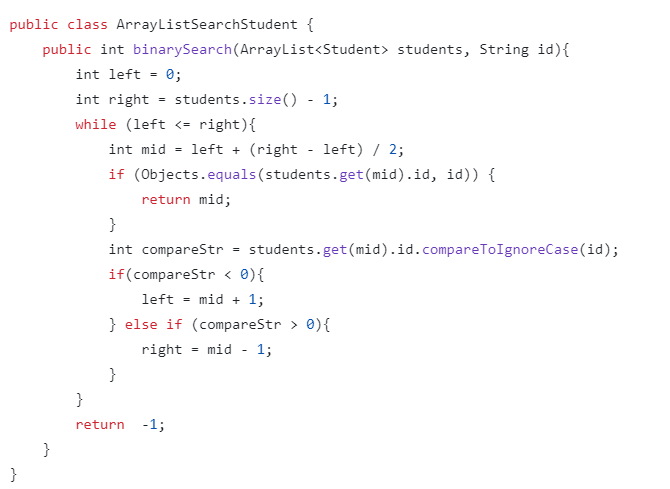 public class ArrayListSearchStudent {
    public int binarySearch(ArrayList<Student> students, String id){
        int left = 0;
        int right = students.size() - 1;
        while (left <= right){
            int mid = left + (right - left) / 2;
            if (Objects.equals(students.get(mid).id, id)) {
                return mid;
            }
            int compareStr = students.get(mid).id.compareToIgnoreCase(id);
            if(compareStr < 0){
                left = mid + 1;
            } else if (compareStr > 0){
                right = mid - 1;
            }
        }
        return  -1;
    }
}